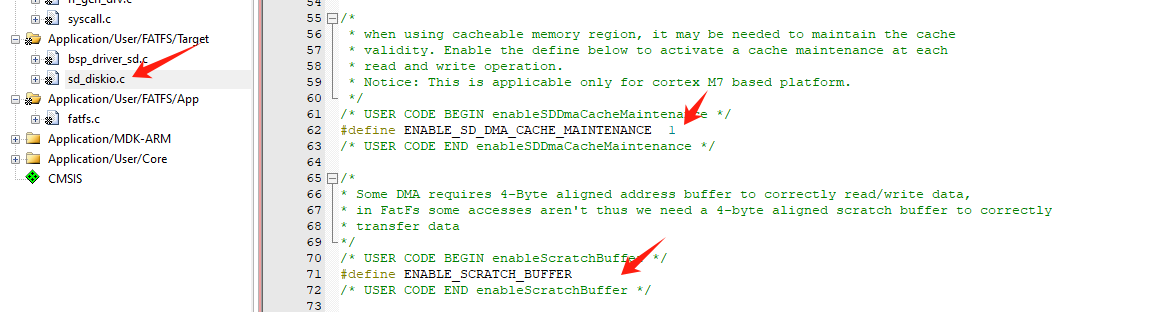 ff_gen_drv.c
syscall.c
Application/User/FATFS/Target
bsp_driver_sd.c
sd_diskio.c
Application/User/FATFS/App
fatfs.c
Application/MDK-ARM
Application/User/Core
CMSIS
54
55 /*
56 * when using cacheable memory region, it may be needed to maintain the cache
57 * validity. Enable the define below to activate a cache maintenance at each
58 * read and write operation.
59 * Notice: This is applicable only for cortex M7 based platform.
60 */
61 /* USER CODE BEGIN enableSDDmaCacheMaintenance */
62 #define ENABLE_SD_DMA_CACHE_MAINTENANCE 1
63 /* USER CODE END enableSDDmaCacheMaintenance */
64
65 /*
66 * Some DMA requires 4-Byte aligned address buffer to correctly read/write data,
67 * in FatFs some accesses aren't thus we need a 4-byte aligned scratch buffer to correctly
68 * transfer data
69 */
70 /* USER CODE BEGIN enableScratchBuffer */
71 #define ENABLE_SCRATCH_BUFFER
72 /* USER CODE END enableScratchBuffer */
73